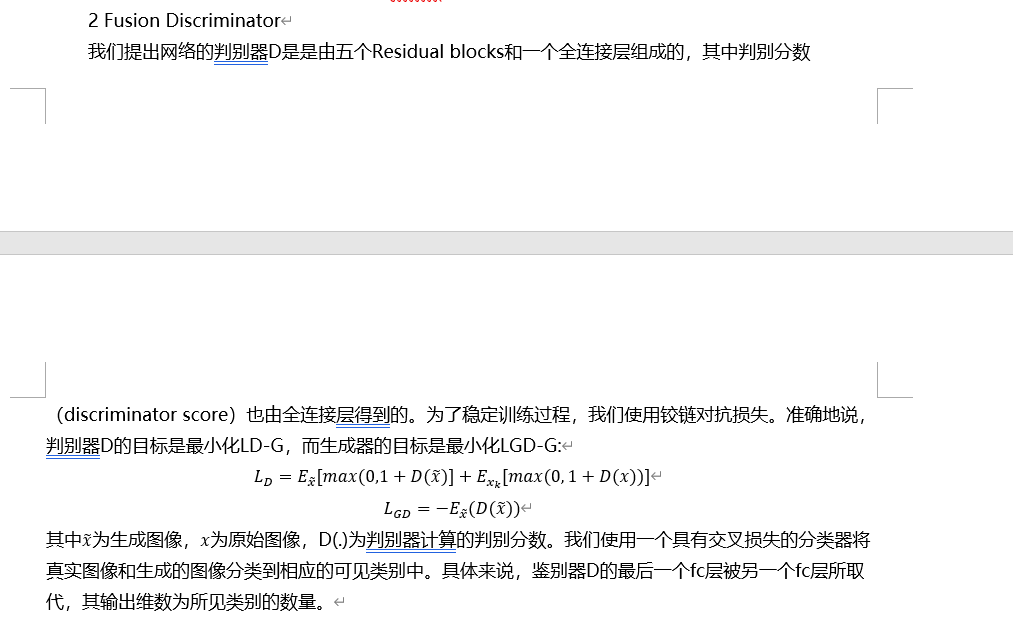 2 Fusion Discriminator
我们提出网络的判别器D是是由五个Residual blocks和一个全连接层组成的，其中判别分数
（discriminator score）也由全连接层得到的。为了稳定训练过程，我们使用铰链对抗损失。准确地说，
判别器D的目标是最小化LD-G，而生成器的目标是最小化LGD-G:
L_D = E_x̃[max(0,1 + D(x̃)] + E_{x_k}[max(0, 1 + D(x))]
L_GD = −E_x̃(D(x̃))
其中x̃为生成图像，x为原始图像，D(.)为判别器计算的判别分数。我们使用一个具有交叉损失的分类器将
真实图像和生成的图像分类到相应的可见类别中。具体来说，鉴别器D的最后一个fc层被另一个fc层所取
代，其输出维数为所见类别的数量。